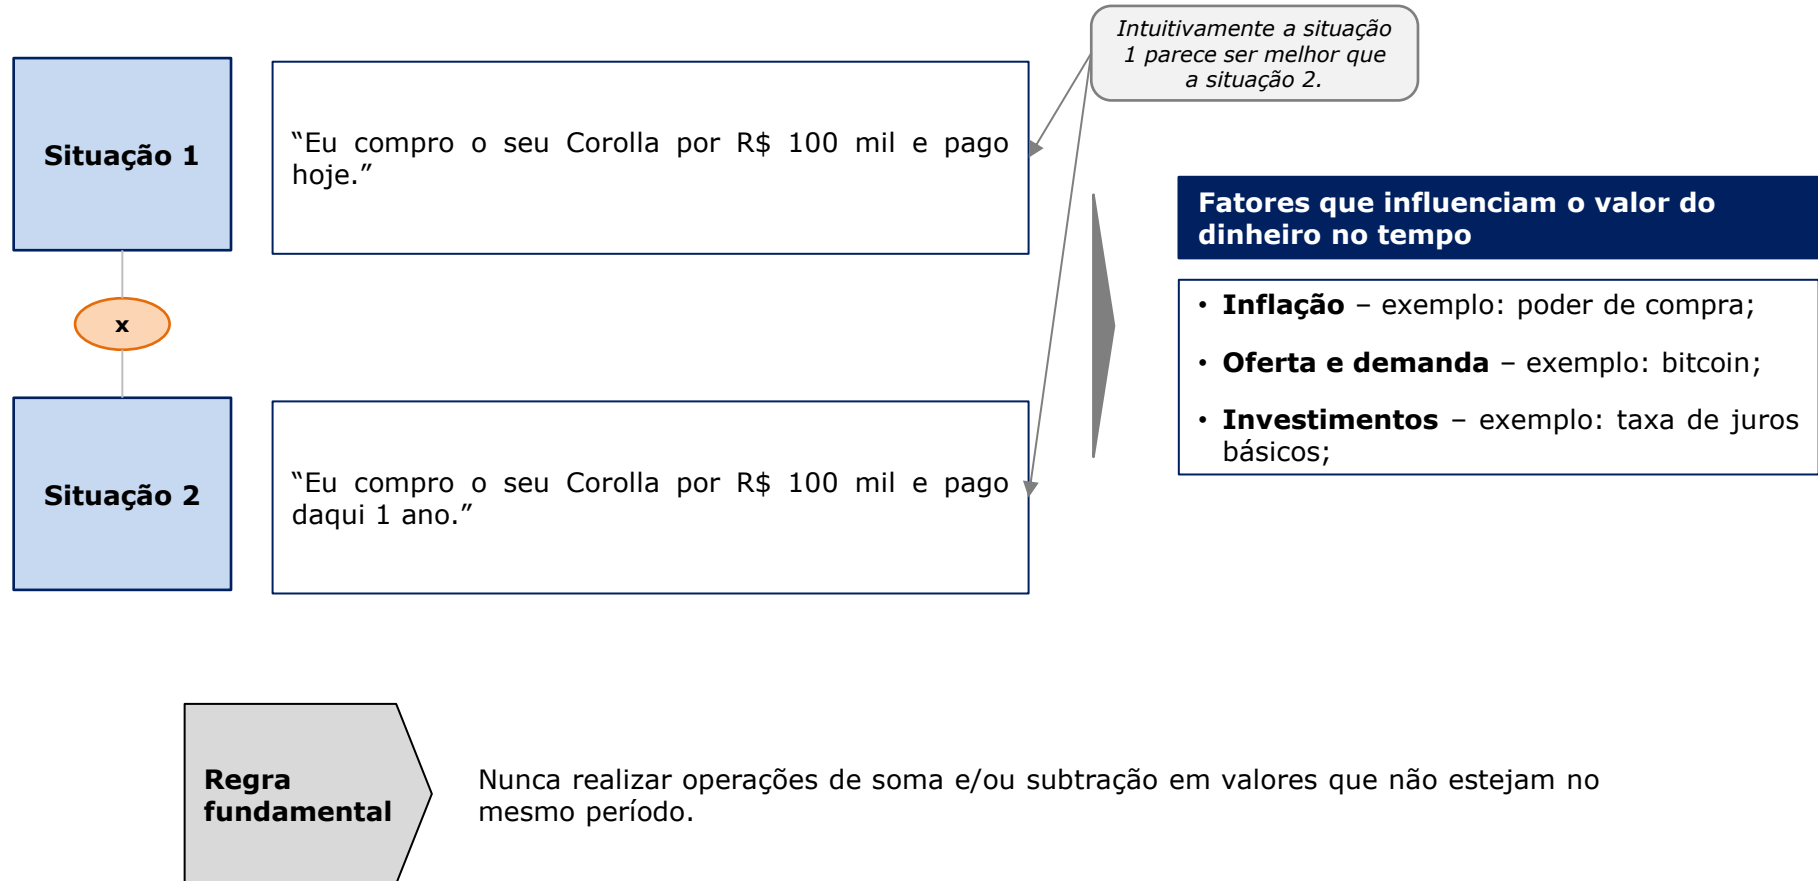 Intuitivamente a situação
1 parece ser melhor que
a situação 2.
Situação 1
“Eu compro o seu Corolla por R$ 100 mil e pago
hoje.”
x
Situação 2
“Eu compro o seu Corolla por R$ 100 mil e pago
daqui 1 ano.”
Fatores que influenciam o valor do
dinheiro no tempo
• Inflação – exemplo: poder de compra;
• Oferta e demanda – exemplo: bitcoin;
• Investimentos – exemplo: taxa de juros
básicos;
Regra
fundamental
Nunca realizar operações de soma e/ou subtração em valores que não estejam no
mesmo período.